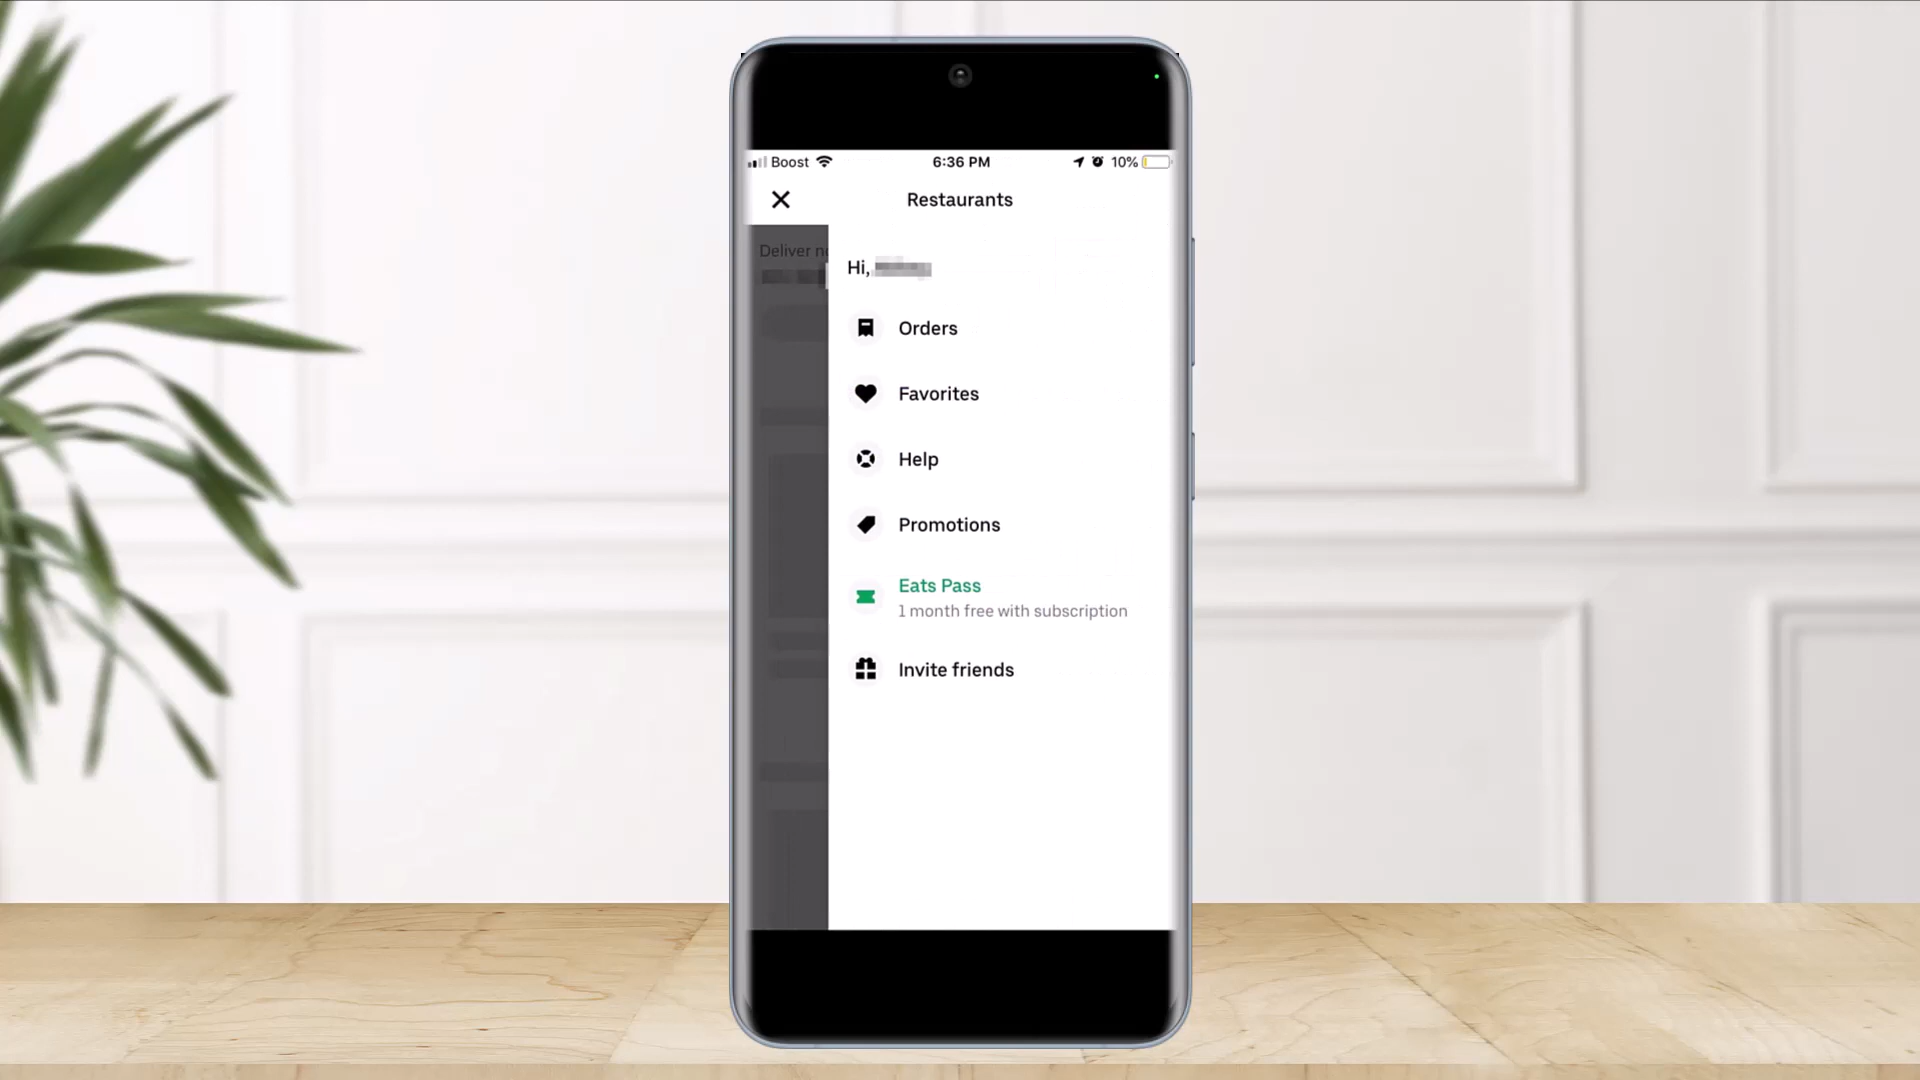 Boost 6:36 PM 10%
Restaurants
Deliver
Hi,
Orders
Favorites
Help
Promotions
Eats Pass
1 month free with subscription
Invite friends